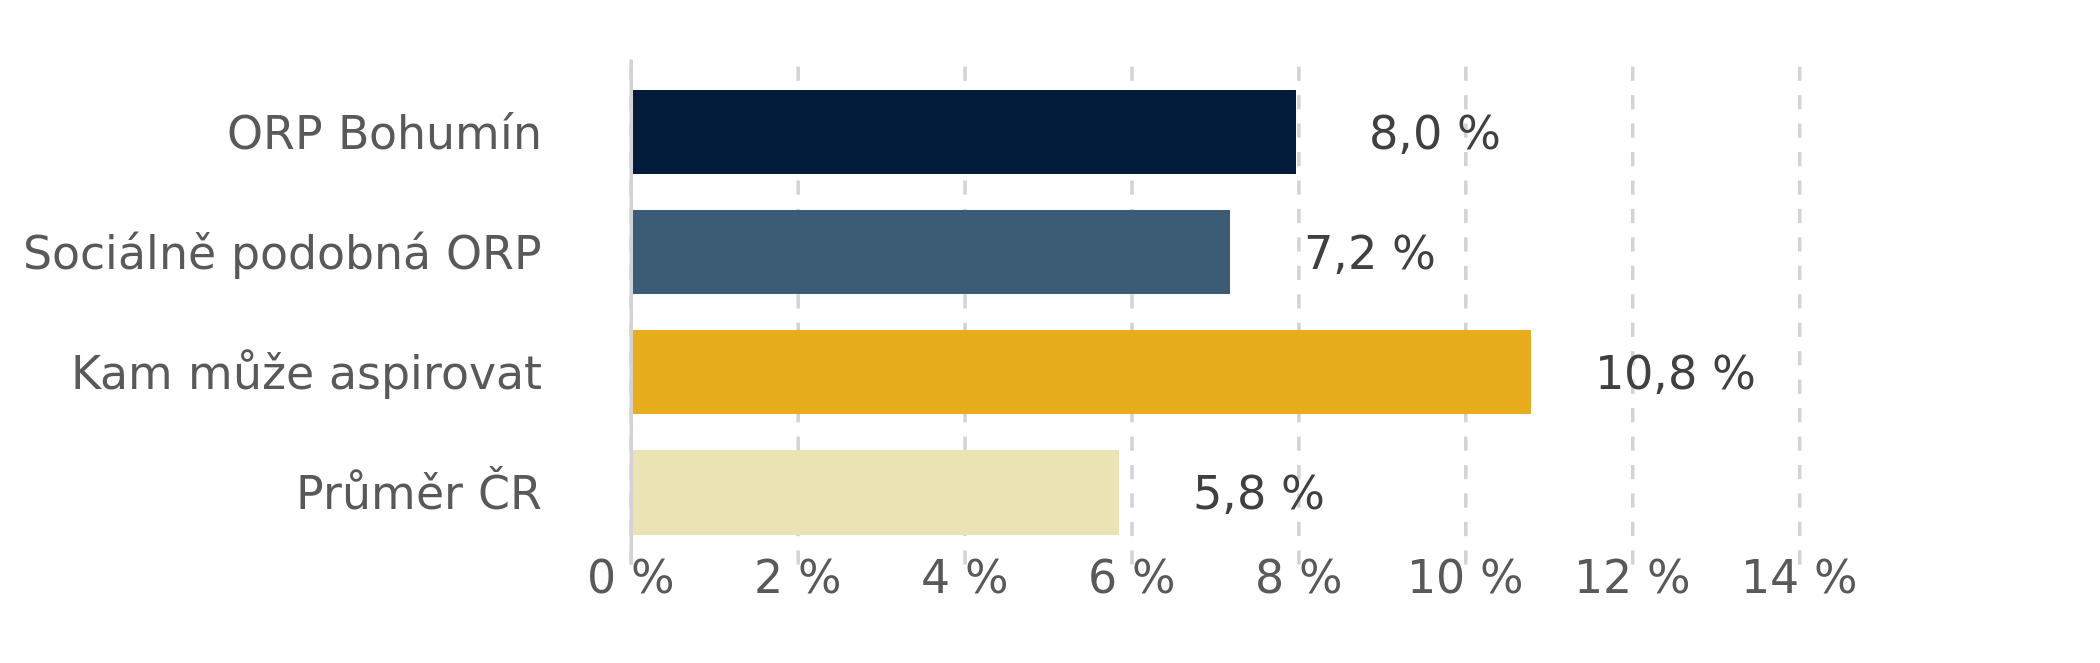 ORP Bohumín
8,0 %
Sociálně podobná ORP
7,2 %
Kam může aspirovat
10,8 %
Průměr ČR
5,8 %
0 % 2 % 4 % 6 % 8 % 10 % 12 % 14 %